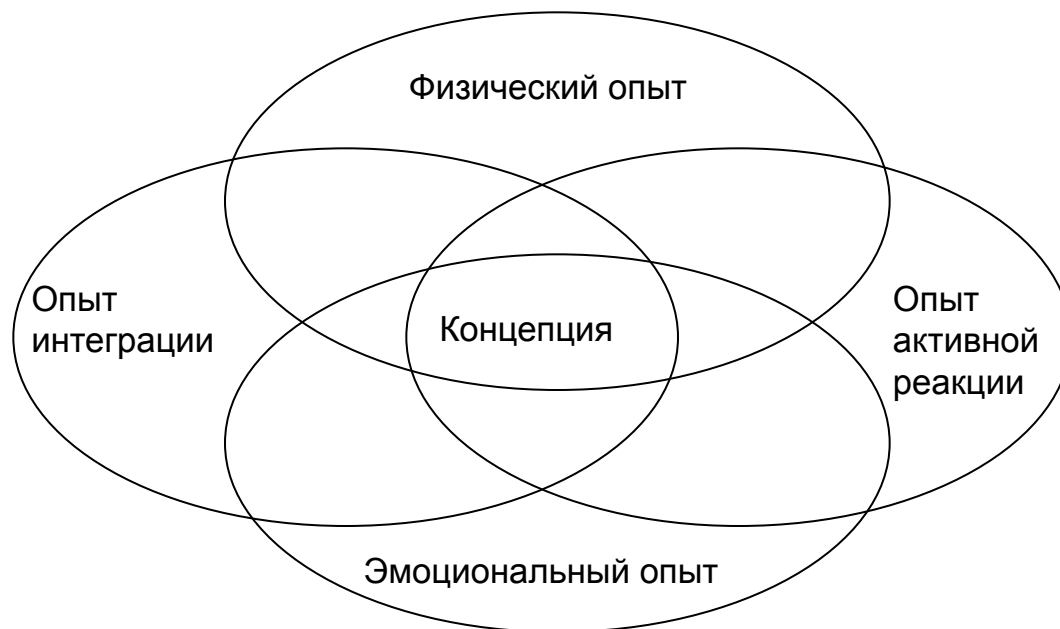 Физический опыт
Опыт
интеграции
Концепция
Опыт
активной
реакции
Эмоциональный опыт